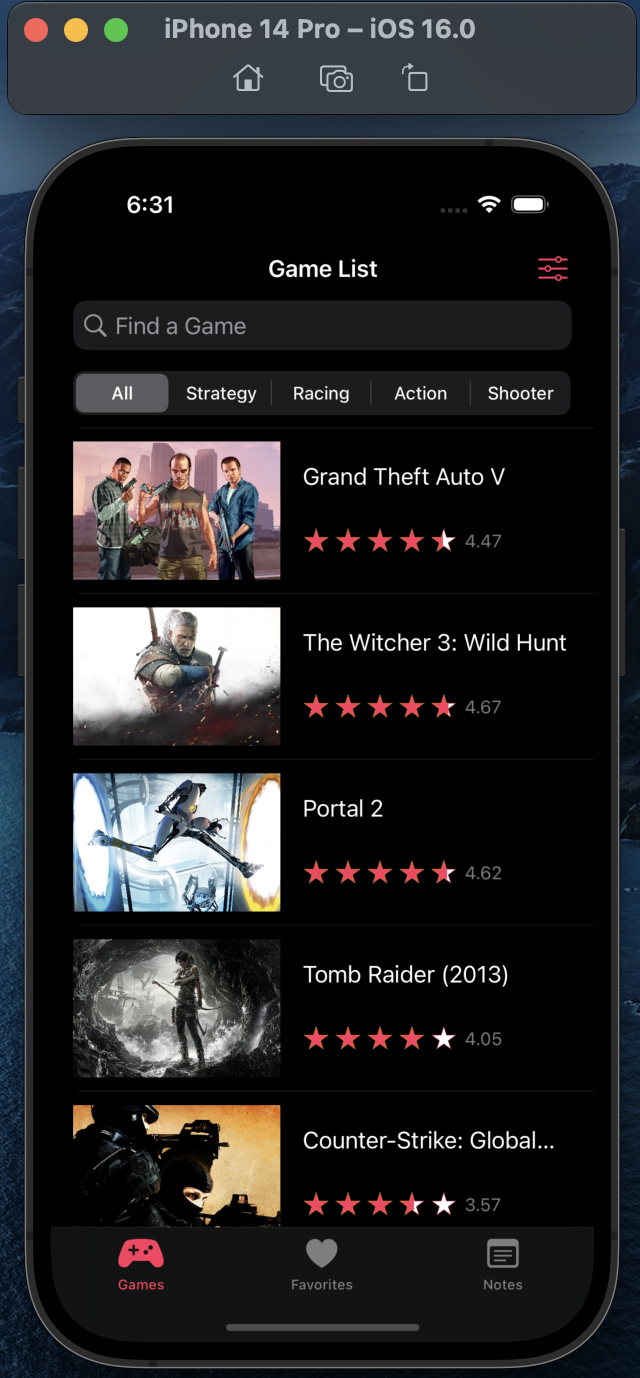 iPhone 14 Pro – iOS 16.0
6:31
Game List
Find a Game
All Strategy Racing Action Shooter
Grand Theft Auto V
4.47
The Witcher 3: Wild Hunt
4.67
Portal 2
4.62
Tomb Raider (2013)
4.05
Counter-Strike: Global...
3.57
Games Favorites Notes